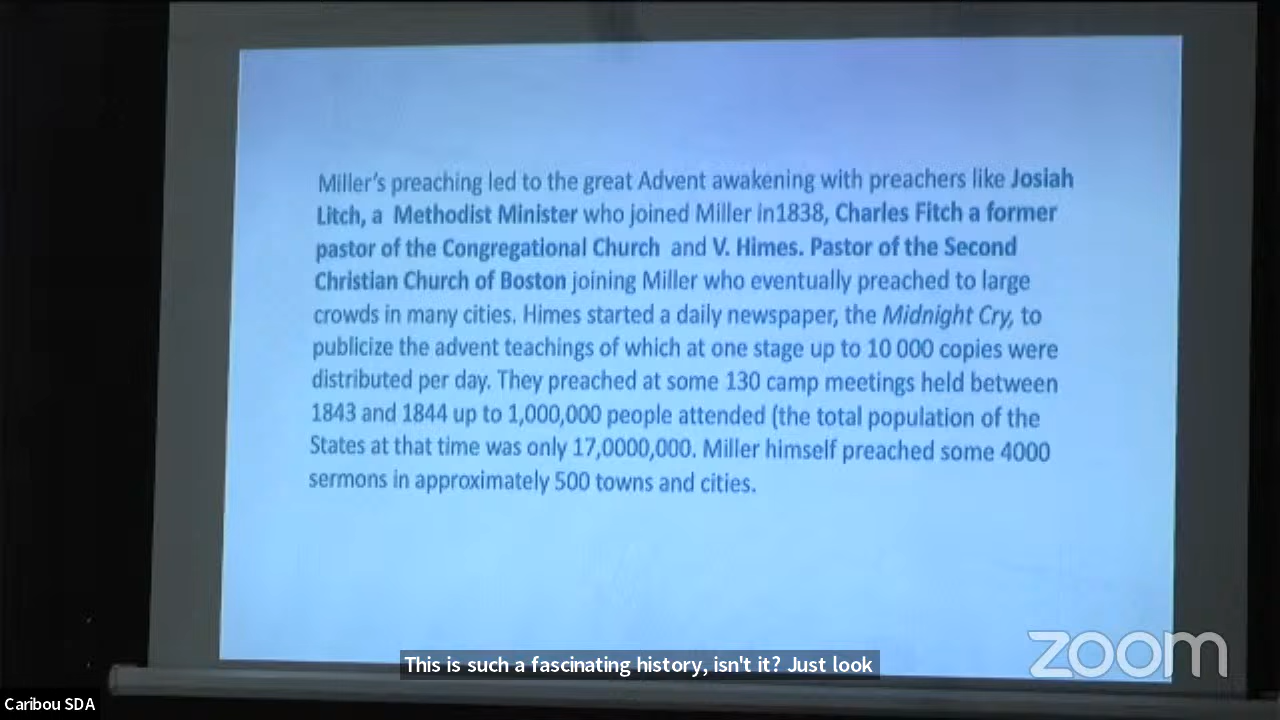 Miller's preaching led to the great Advent awakening with preachers like Josiah
Litch, a Methodist Minister who joined Miller in1838, Charles Fitch a former
pastor of the Congregational Church and V. Himes. Pastor of the Second
Christian Church of Boston joining Miller who eventually preached to large
crowds in many cities. Himes started a daily newspaper, the Midnight Cry, to
publicize the advent teachings of which at one stage up to 10 000 copies were
distributed per day. They preached at some 130 camp meetings held between
1843 and 1844 up to 1,000,000 people attended (the total population of the
States at that time was only 17,0000,000. Miller himself preached some 4000
sermons in approximately 500 towns and cities.
zoom
This is such a fascinating history, isn't it? Just look
Caribou SDA